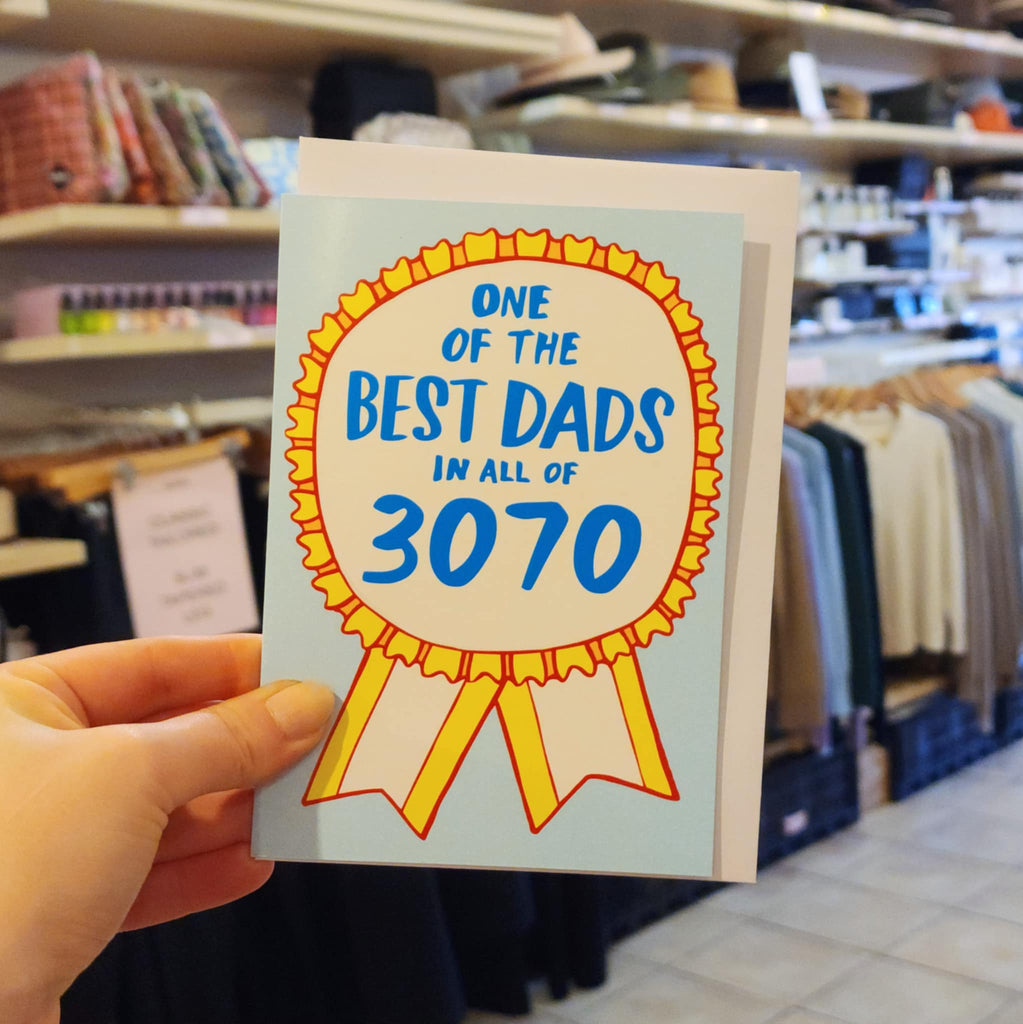 ONE
OF THE
BEST DADS
IN ALL OF
3070